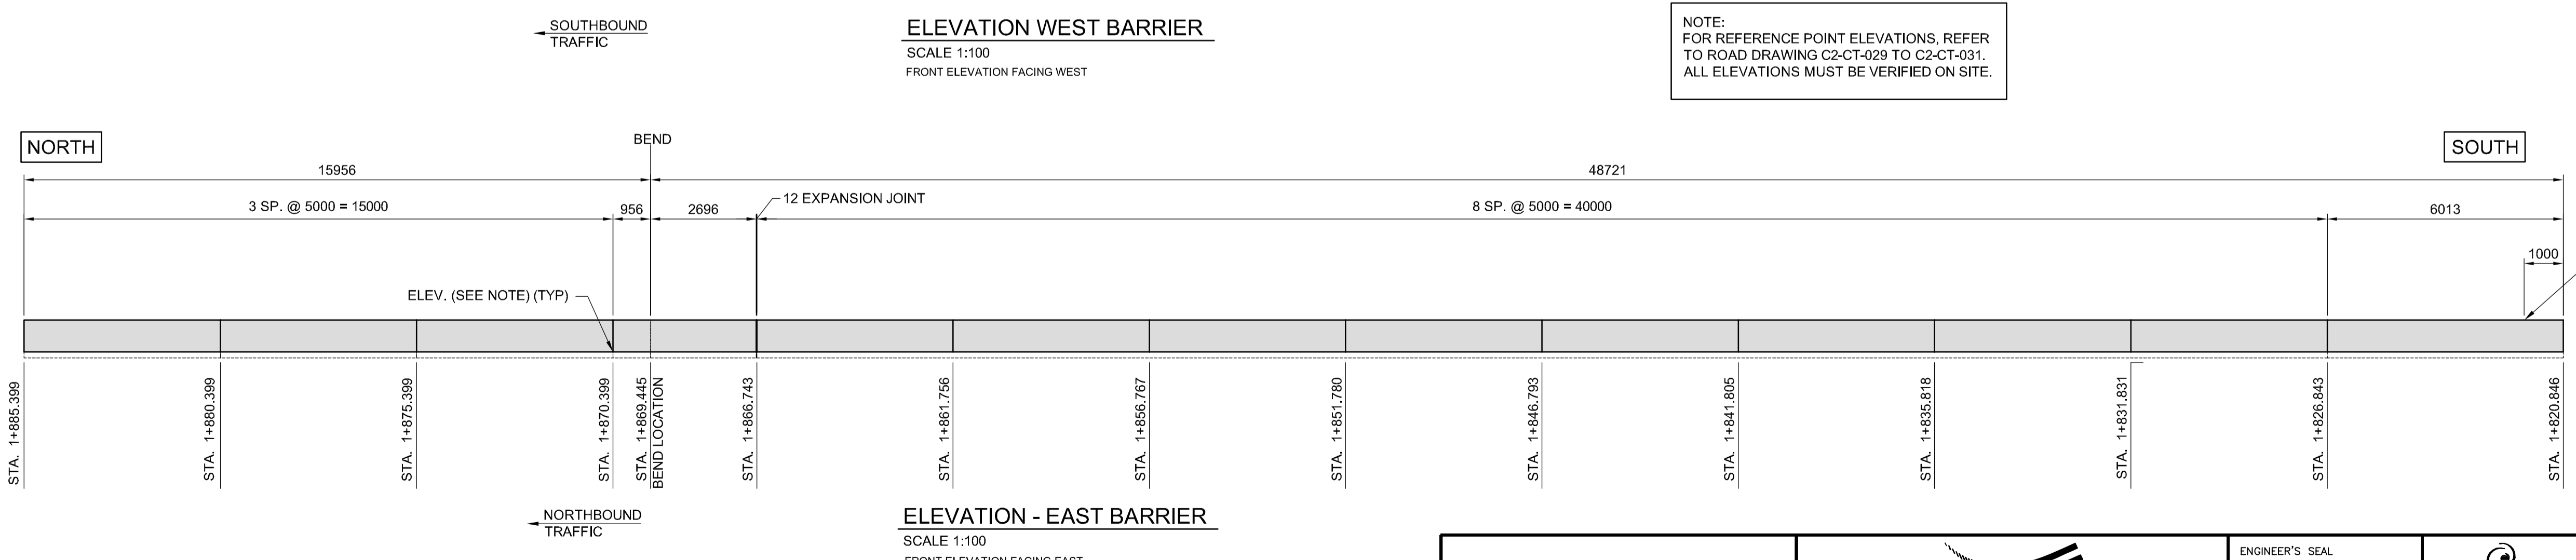 SOUTHBOUND
TRAFFIC
ELEVATION WEST BARRIER
SCALE 1:100
FRONT ELEVATION FACING WEST
NOTE:
FOR REFERENCE POINT ELEVATIONS, REFER
TO ROAD DRAWING C2-CT-029 TO C2-CT-031.
ALL ELEVATIONS MUST BE VERIFIED ON SITE.
NORTH
BEND
SOUTH
15956
48721
3 SP. @ 5000 = 15000
956
2696
12 EXPANSION JOINT
8 SP. @ 5000 = 40000
6013
1000
ELEV. (SEE NOTE) (TYP)
STA. 1+885.399
STA. 1+880.399
STA. 1+875.399
STA. 1+870.399
STA. 1+869.445
BEND LOCATION
STA. 1+866.743
STA. 1+861.756
STA. 1+856.767
STA. 1+851.780
STA. 1+846.793
STA. 1+841.805
STA. 1+835.818
STA. 1+831.831
STA. 1+826.843
STA. 1+820.846
NORTHBOUND
TRAFFIC
ELEVATION - EAST BARRIER
SCALE 1:100
FRONT ELEVATION FACING EAST
ENGINEER'S SEAL